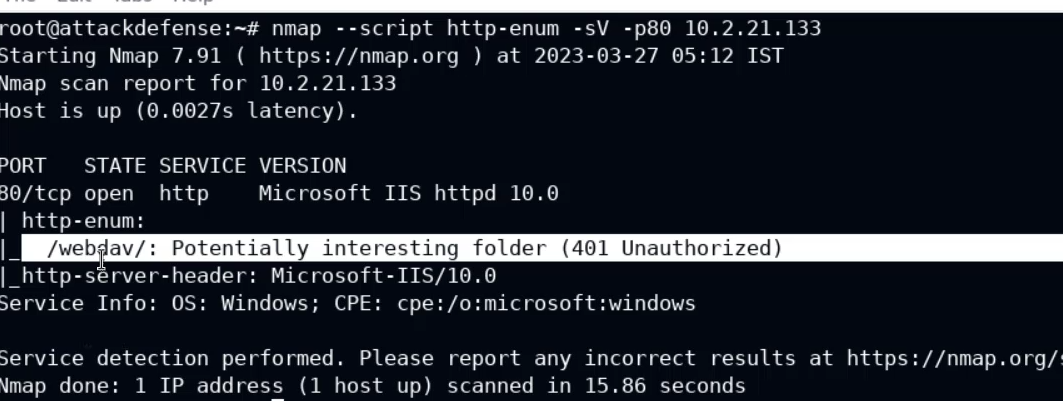 root@attackdefense:~# nmap --script http-enum -sV -p80 10.2.21.133
Starting Nmap 7.91 ( https://nmap.org ) at 2023-03-27 05:12 IST
Nmap scan report for 10.2.21.133
Host is up (0.0027s latency).
PORT   STATE SERVICE VERSION
80/tcp open  http    Microsoft IIS httpd 10.0
| http-enum:
|_  /webdav/: Potentially interesting folder (401 Unauthorized)
|_http-server-header: Microsoft-IIS/10.0
Service Info: OS: Windows; CPE: cpe:/o:microsoft:windows
Service detection performed. Please report any incorrect results at https://nmap.org/s
Nmap done: 1 IP address (1 host up) scanned in 15.86 seconds